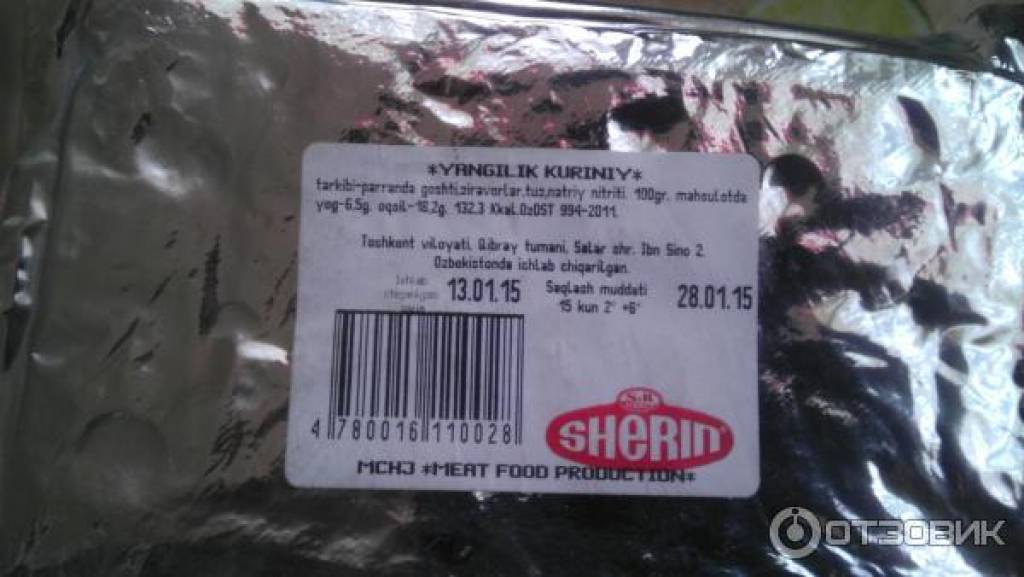 *YANGILIK KURINIY*
tarkibi-parranda goshti,ziravorlar,tuz,natriy nitriti. 100gr. mahsulotda
yog-6,5g. oqsil-18,2g. 132,3 Kkal.OzDST 994-2011.
Toshkent viloyati, Qibray tumani, Salar shr. Ibn Sino 2.
Ozbekistonda ishlab chiqarilgan.
Ishlab chiqarilgan 13.01.15
Saqlash muddati
15 kun 2° +6° 28.01.15
4 780016 110028
S&R
SHERIN
MCHJ *MEAT FOOD PRODUCTION*
ОТЗОВИК